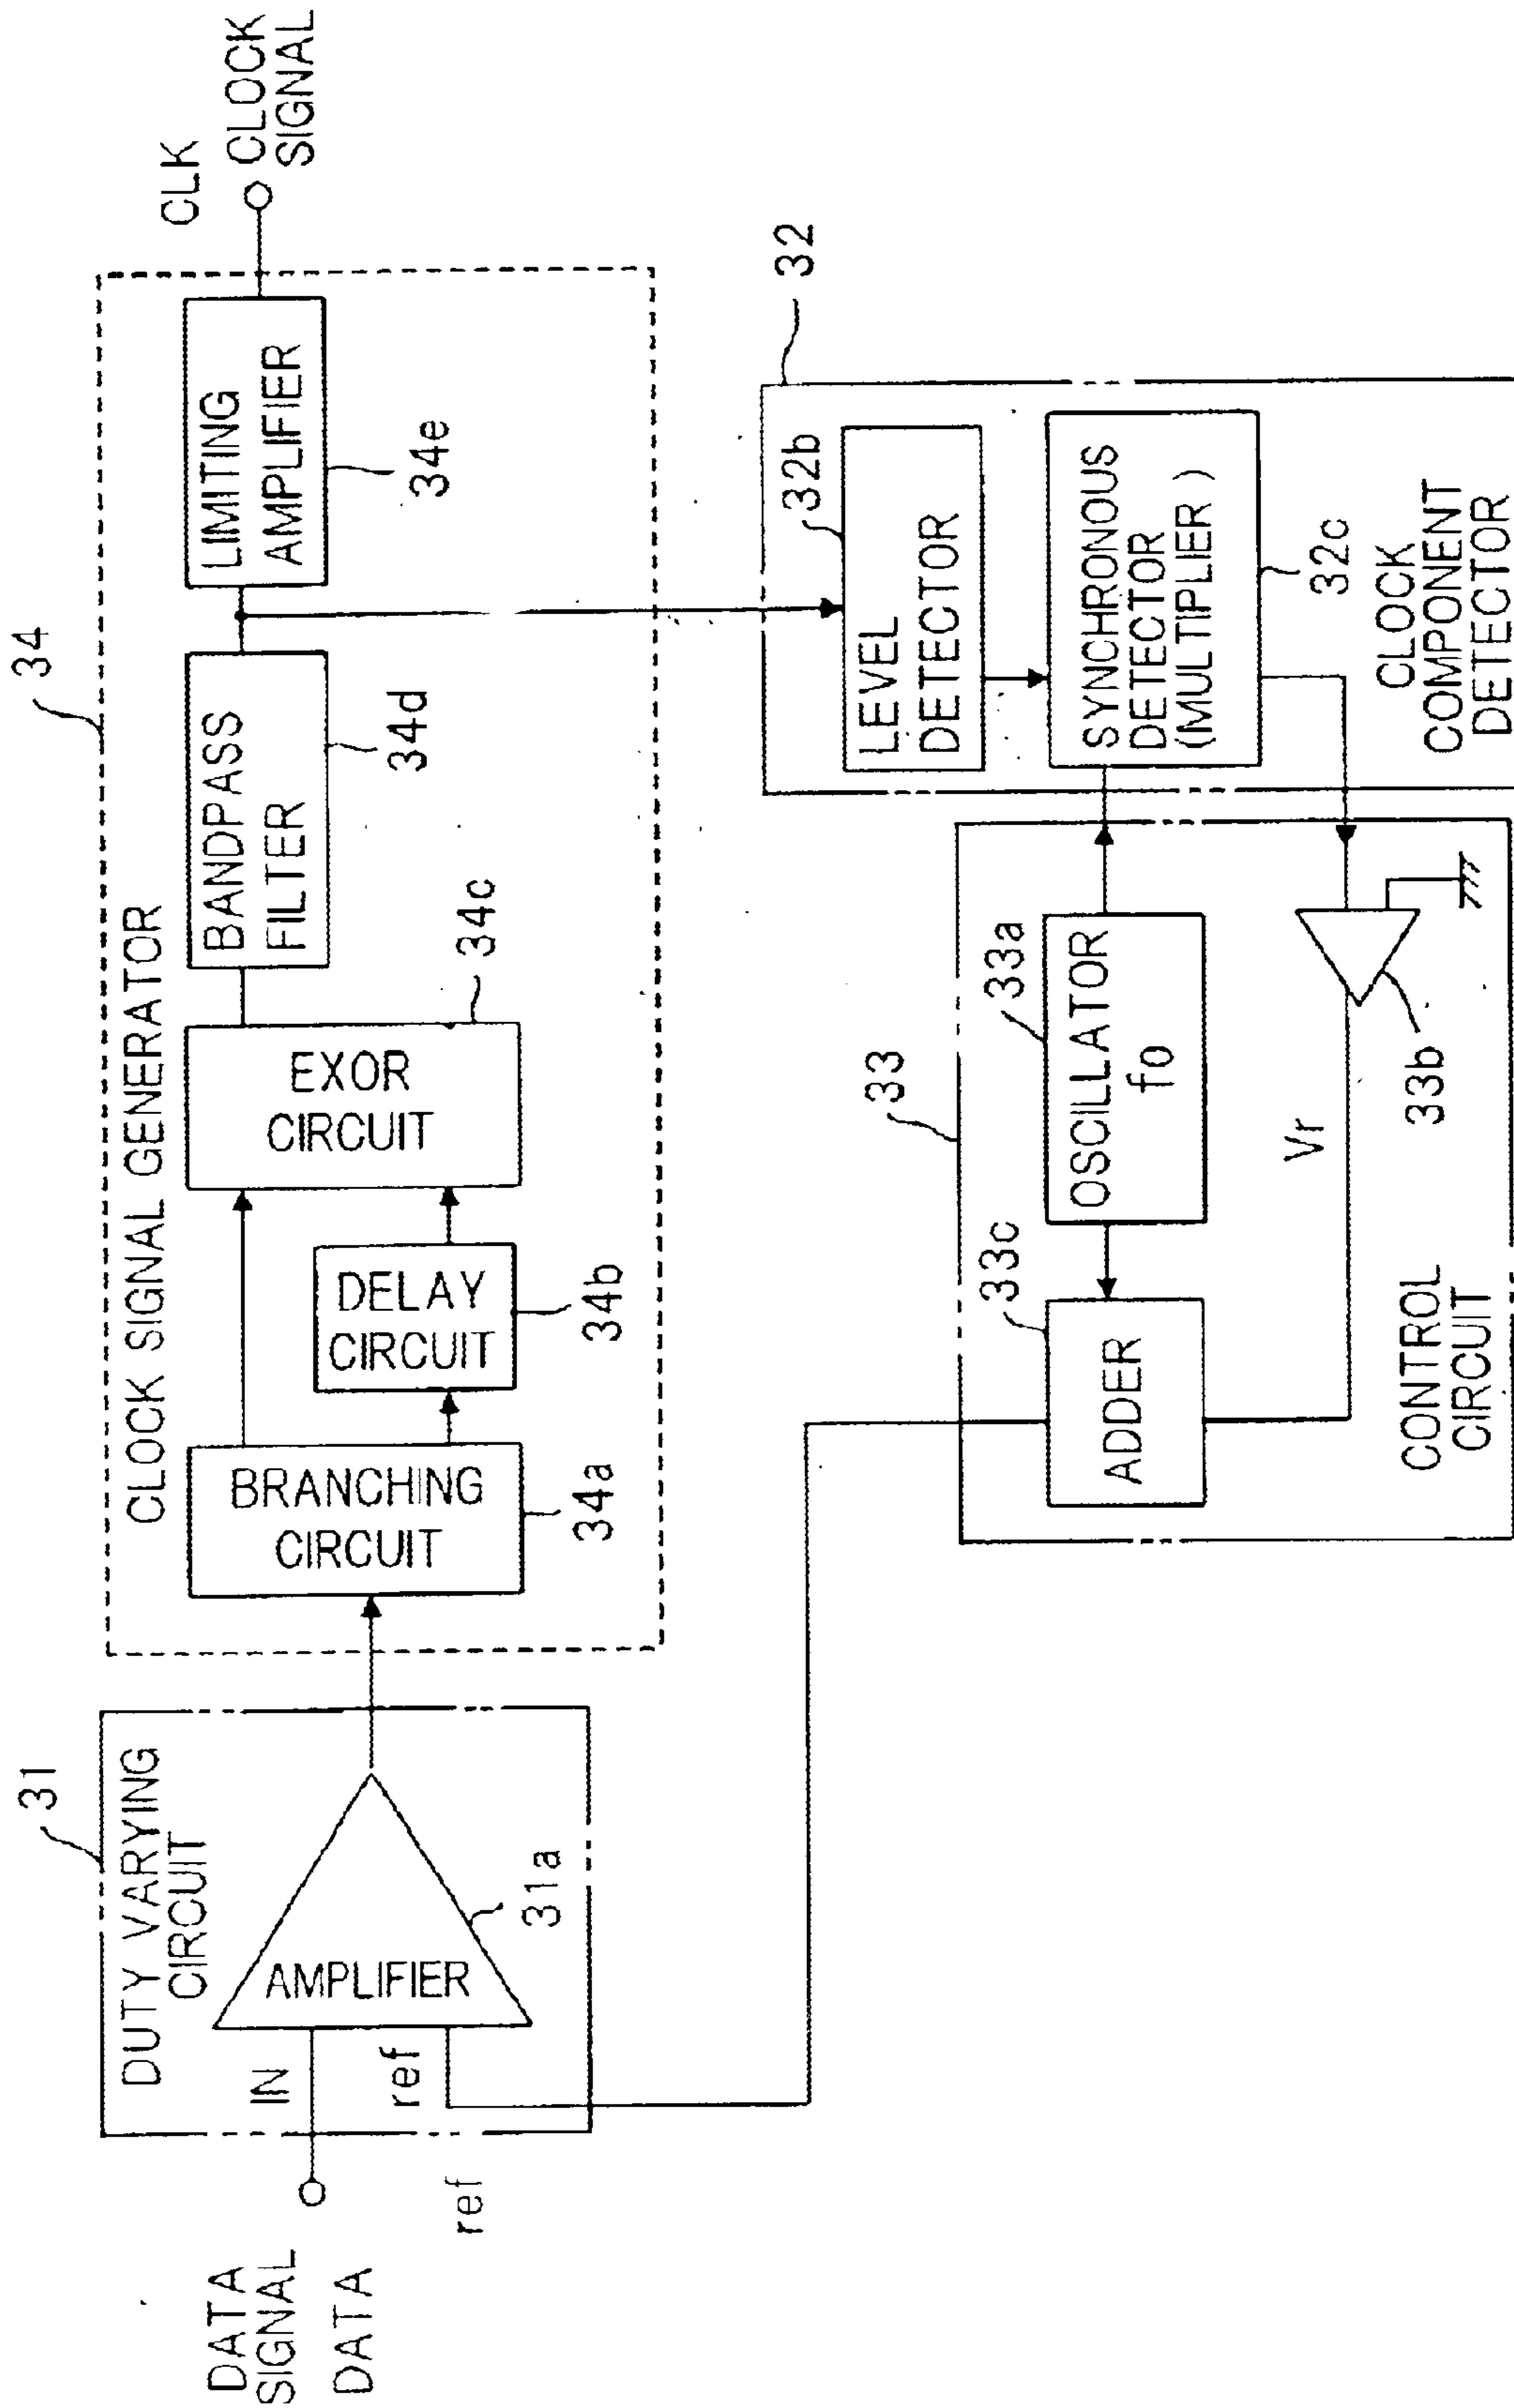 DATA
SIGNAL
DATA
ref
31
DUTY VARYING
CIRCUIT
IN
ref
AMPLIFIER
31a
34
CLOCK SIGNAL GENERATOR
BRANCHING
CIRCUIT
34a
DELAY
CIRCUIT
34b
EXOR
CIRCUIT
34c
BANDPASS
FILTER
34d
LIMITING
AMPLIFIER
34e
CLK
CLOCK
SIGNAL
33
33c
ADDER
33a
OSCILLATOR
fo
Vr
33b
CONTROL
CIRCUIT
32
32b
LEVEL
DETECTOR
SYNCHRONOUS
DETECTOR
(MULTIPLIER )
32c
CLOCK
COMPONENT
DETECTOR